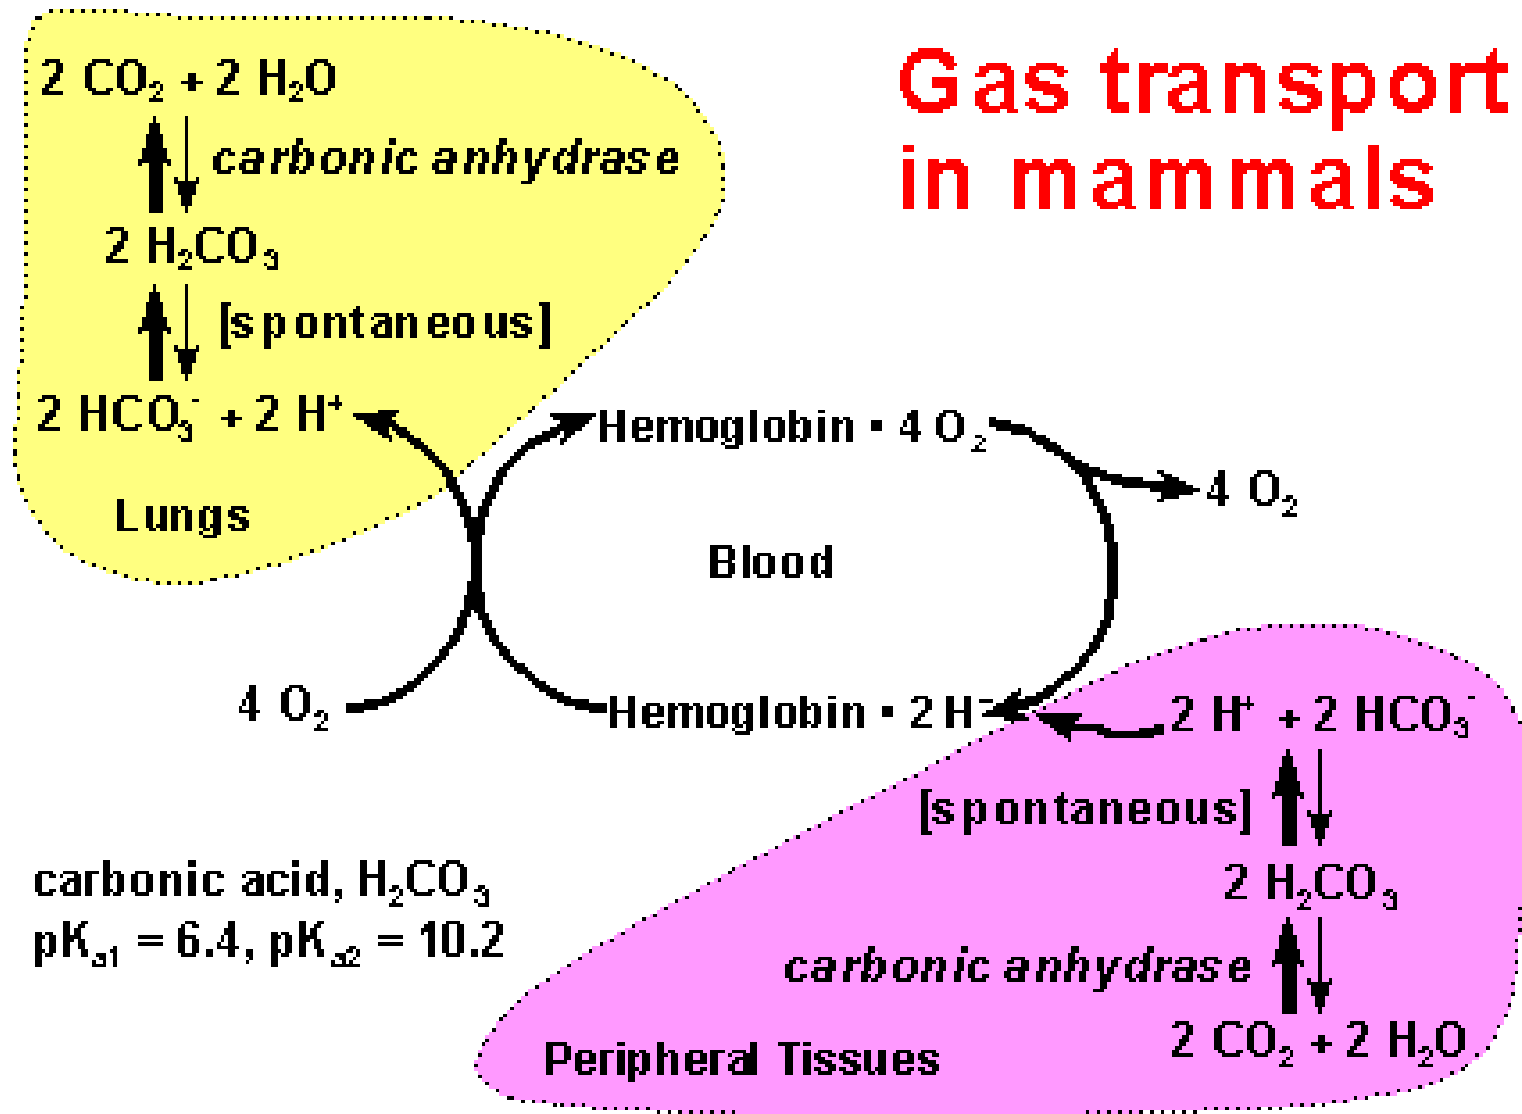 Gas transport
in mammals
2 CO₂ + 2 H₂O
carbonic anhydrase
2 H₂CO₃
[spontaneous]
2 HCO₃⁻ + 2 H⁺
Lungs
Hemoglobin · 4 O₂
4 O₂
Blood
4 O₂
Hemoglobin · 2 H
2 H⁺ + 2 HCO₃⁻
[spontaneous]
2 H₂CO₃
carbonic anhydrase
2 CO₂ + 2 H₂O
Peripheral Tissues
carbonic acid, H₂CO₃
pKₐ₁ = 6.4, pKₐ₂ = 10.2